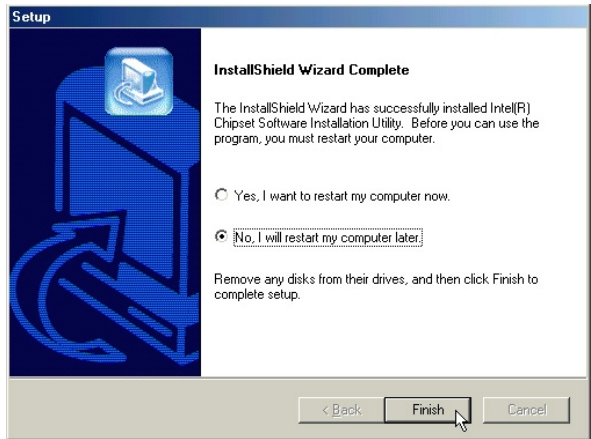 Setup
InstallShield Wizard Complete
The InstallShield Wizard has successfully installed Intel(R)
Chipset Software Installation Utility.  Before you can use the
program, you must restart your computer.
Yes, I want to restart my computer now.
No, I will restart my computer later.
Remove any disks from their drives, and then click Finish to
complete setup.
< Back
Finish
Cancel